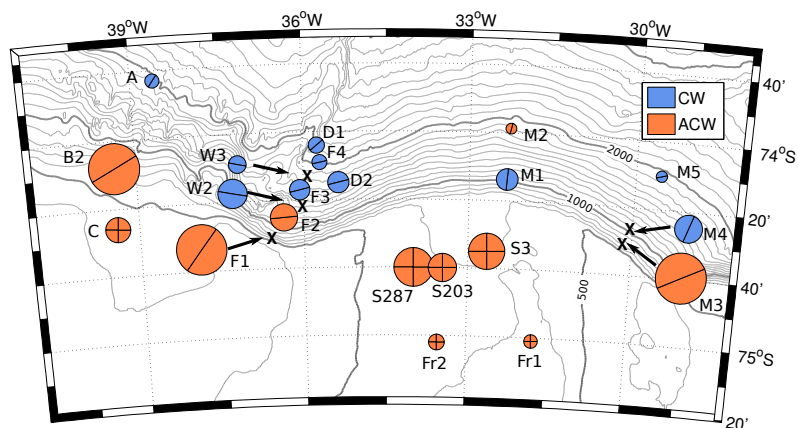 39°W
36°W
33°W
30°W
A
40'
CW
ACW
D1
M2
B2
W3
F4
2000
74°S
X
M1
M5
W2
F3
D2
X
1000
20'
C
F2
X
M4
X
X
F1
S3
S287
S203
500
40'
M3
Fr2
Fr1
75°S
20'